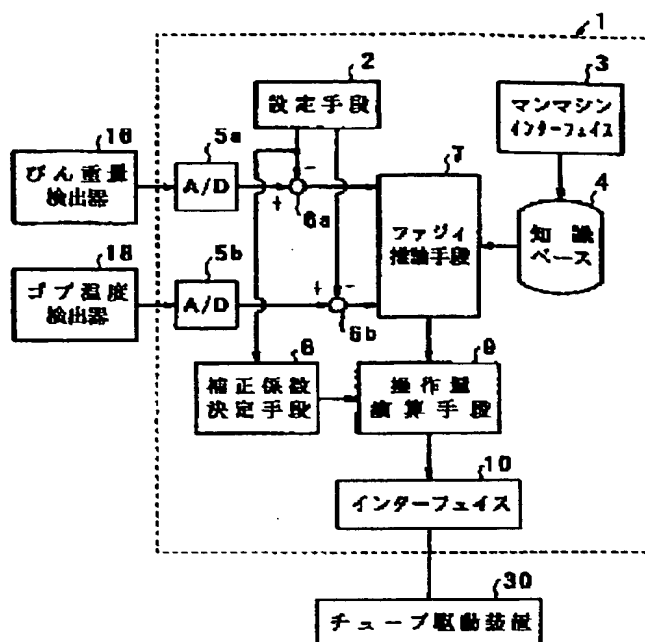 1
2
設定手段
3
マンマシン
インターフェイス
16
びん重量
検出器
5a
A/D
-
+
6a
7
ファジィ
推論手段
4
知識
ベース
18
ゴブ温度
検出器
5b
A/D
+
-
6b
8
補正係数
決定手段
9
操作量
演算手段
10
インターフェイス
30
チューブ駆動装置